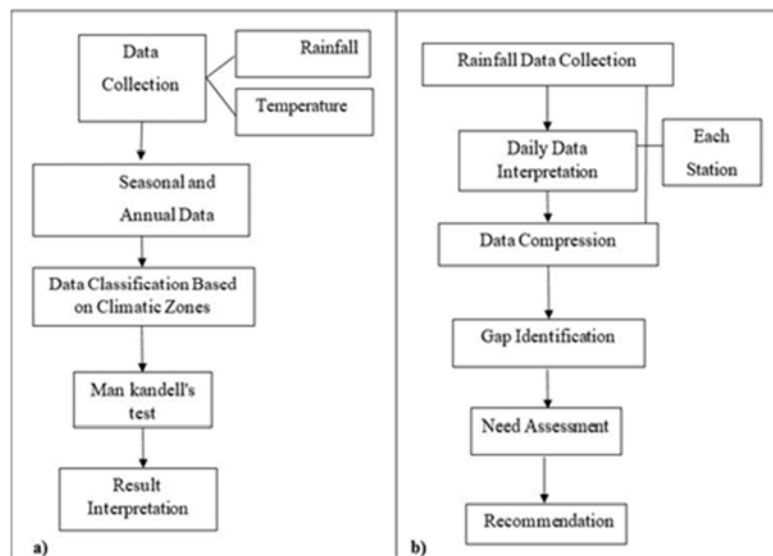 Data
Collection
Rainfall
Temperature
Seasonal and
Annual Data
Data Classification Based
on Climatic Zones
Man kandell's
test
Result
Interpretation
a)
Rainfall Data Collection
Daily Data
Interpretation
Each
Station
Data Compression
Gap Identification
Need Assessment
Recommendation
b)